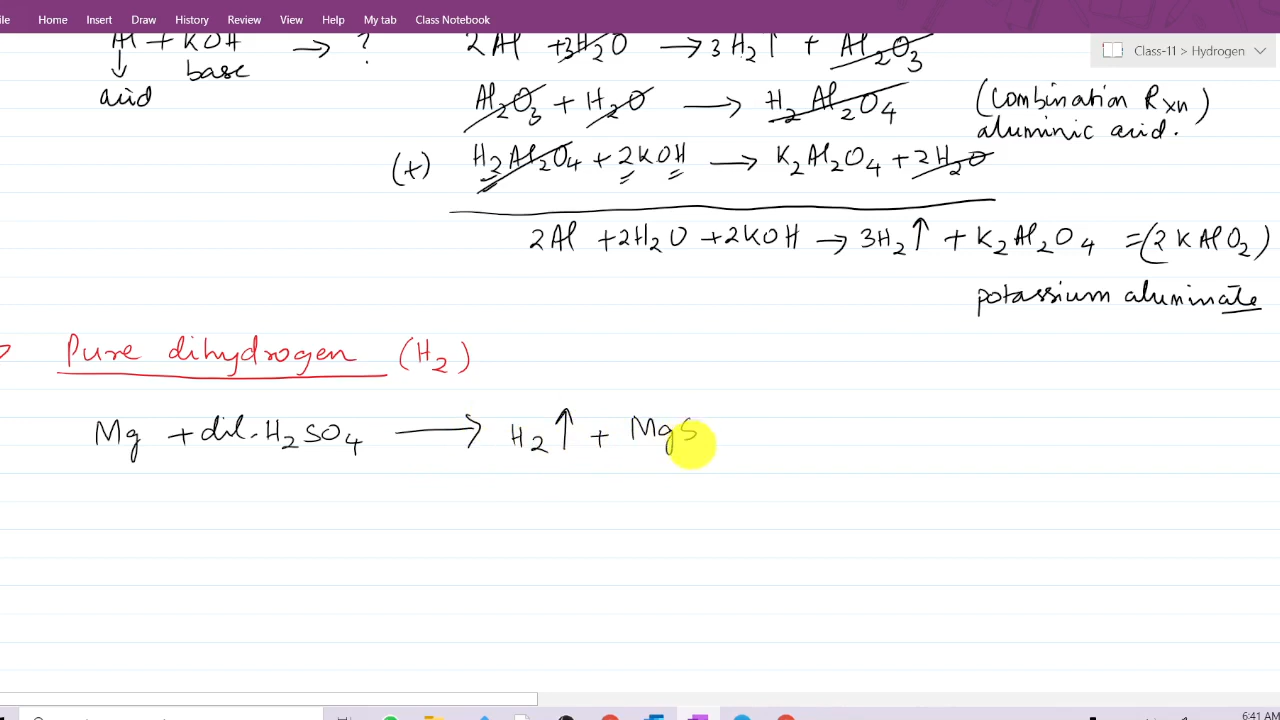 Home Insert Draw History Review View Help My tab Class Notebook
Class-11 > Hydrogen
+ KOH → ? 2Al + 3H2O → 3H2↑ + Al2O3
base
acid
Al2O3 + H2O → H2Al2O4 (Combination Rxn)
aluminic acid.
(+) H2Al2O4 + 2KOH → K2Al2O4 + 2H2O
2Al + 2H2O + 2KOH → 3H2↑ + K2Al2O4 = (2KAlO2)
potassium aluminate
Pure dihydrogen (H2)
Mg + dil. H2SO4 → H2↑ + MgS
6:41 AM